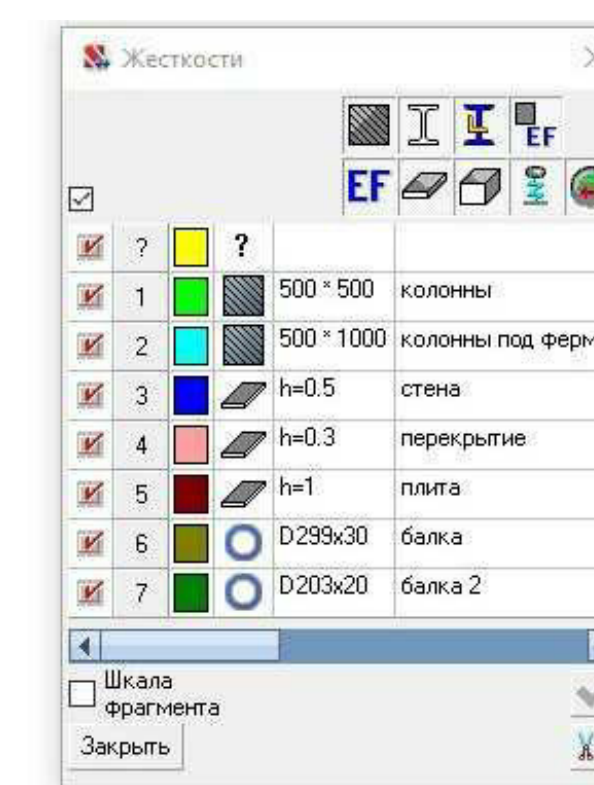 Жесткости
EF
EF
? ?
1 500 * 500 колонны
2 500 * 1000 колонны под ферм
3 h=0.5 стена
4 h=0.3 перекрытие
5 h=1 плита
6 D299x30 балка
7 D203x20 балка 2
Шкала
фрагмента
Закрыть